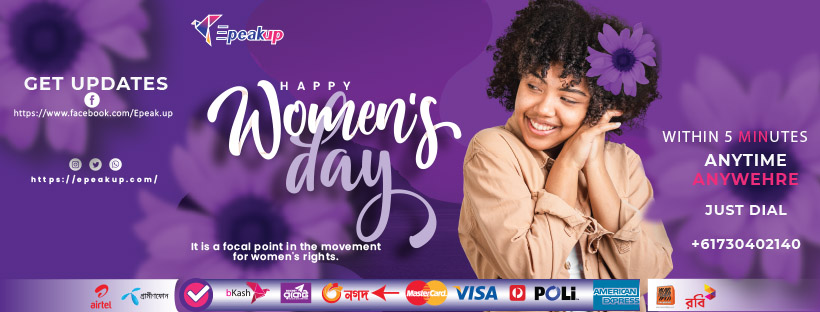 Epeakup
GET UPDATES
https://www.facebook.com/Epeak.up
https://epeakup.com/
HAPPY
Women's
day
It is a focal point in the movement
for women's rights.
WITHIN 5 MINUTES
ANYTIME
ANYWEHRE
JUST DIAL
+61730402140
airtel
গ্রামীণফোন
bKash
নগদ
MasterCard
VISA
POLi
AMERICAN
EXPRESS
রবি